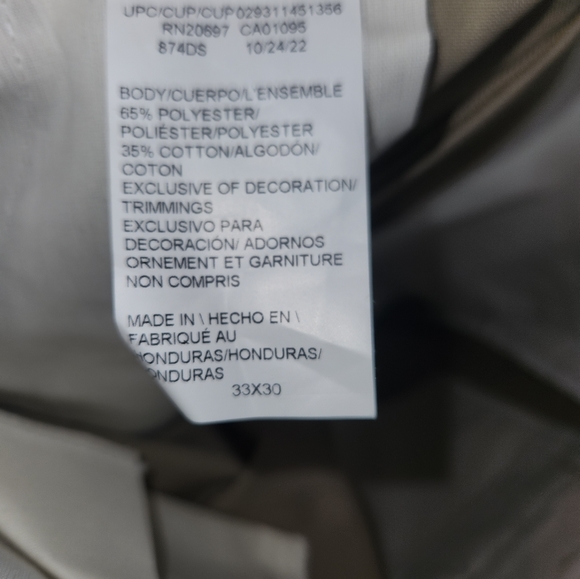 UPC/CUP/CUP029311451356
RN20697 CA01095
874DS 10/24/22
BODY/CUERPO/L'ENSEMBLE
65% POLYESTER/
POLIÉSTER/POLYESTER
35% COTTON/ALGODÓN/
COTON
EXCLUSIVE OF DECORATION/
TRIMMINGS
EXCLUSIVO PARA
DECORACIÓN/ ADORNOS
ORNEMENT ET GARNITURE
NON COMPRIS
MADE IN \ HECHO EN \
FABRIQUÉ AU
HONDURAS/HONDURAS/
HONDURAS
33X30